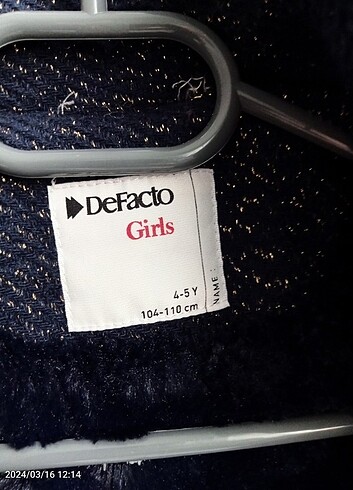 DeFacto
Girls
4-5 Y
104-110 cm
NAME :
2024/03/16 12:14